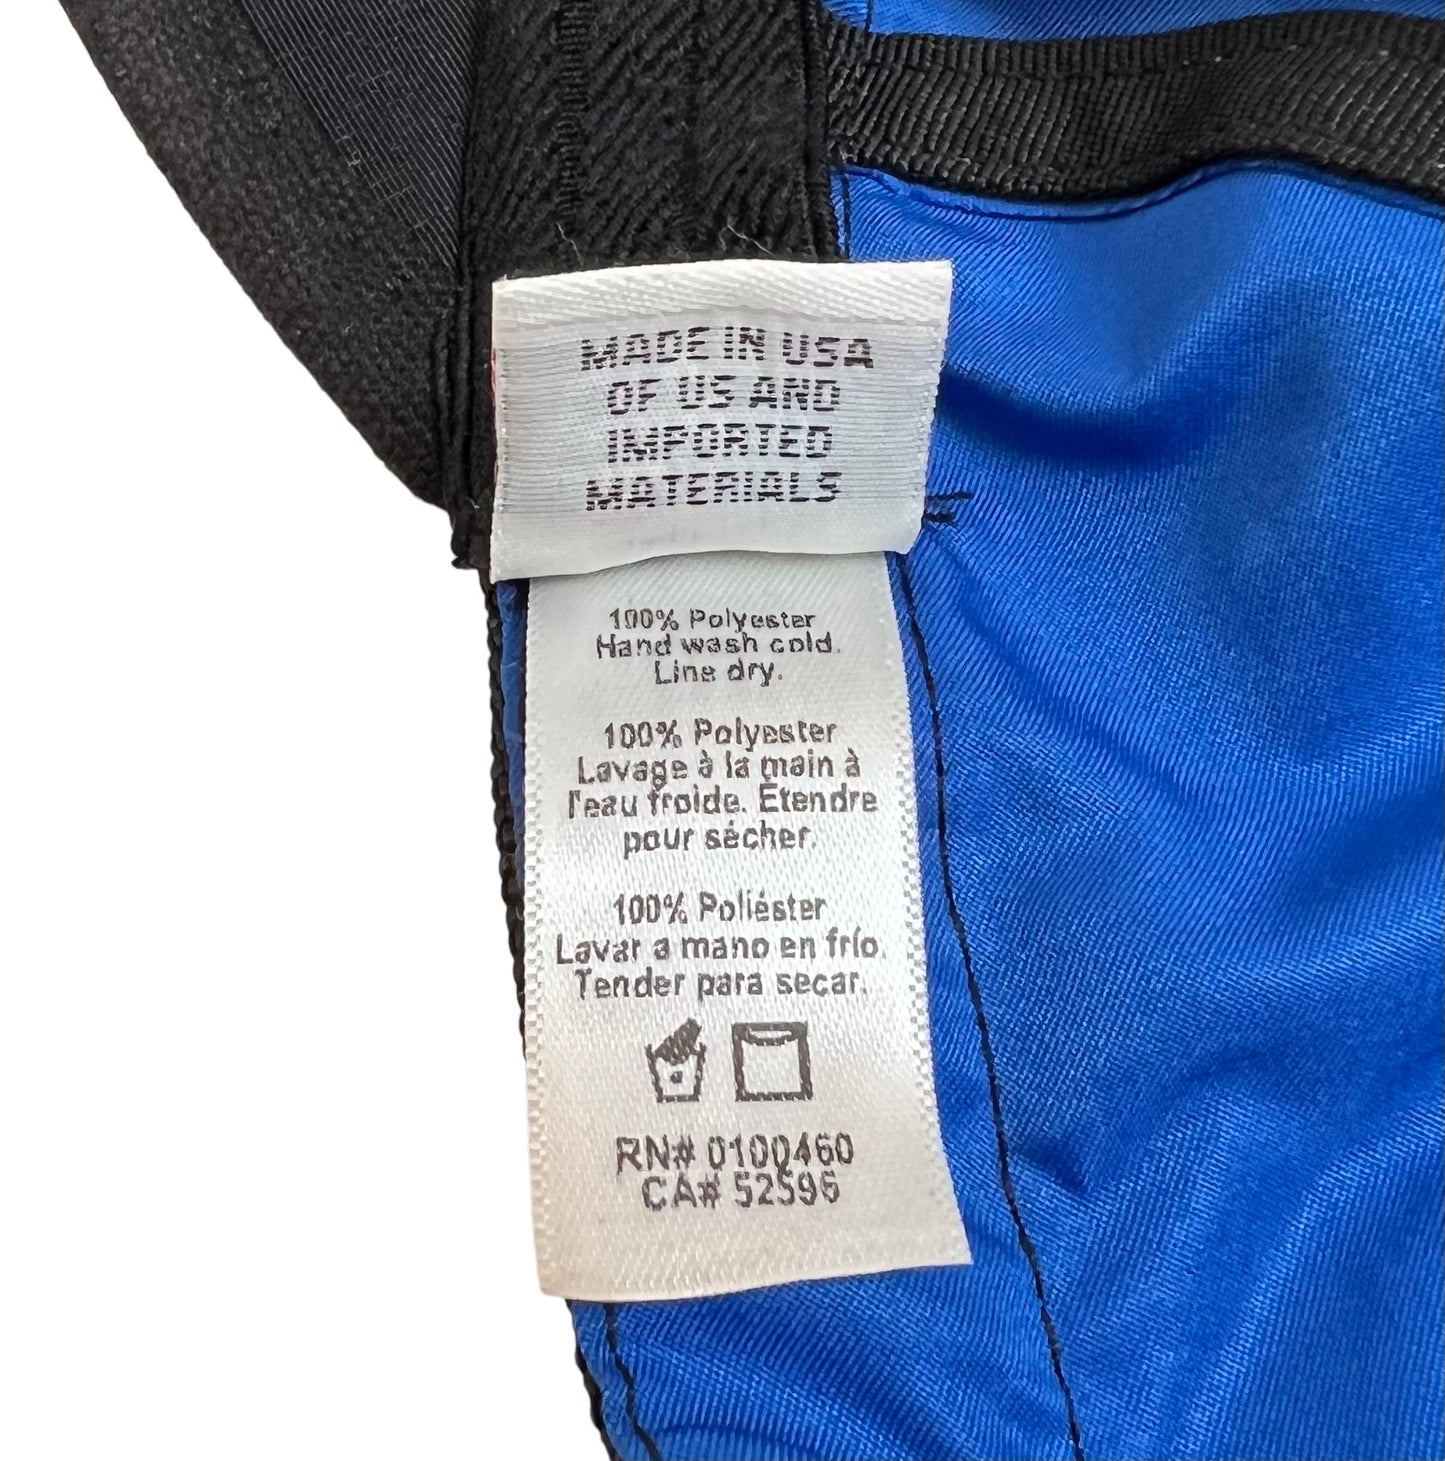 MADE IN USA
OF US AND
IMPORTED
MATERIALS
100% Polyester
Hand wash cold.
Line dry.
100% Polyester
Lavage à la main à
l'eau froide. Étendre
pour sécher.
100% Poliéster
Lavar a mano en frío.
Tender para secar.
RN# 0100460
CA# 52596